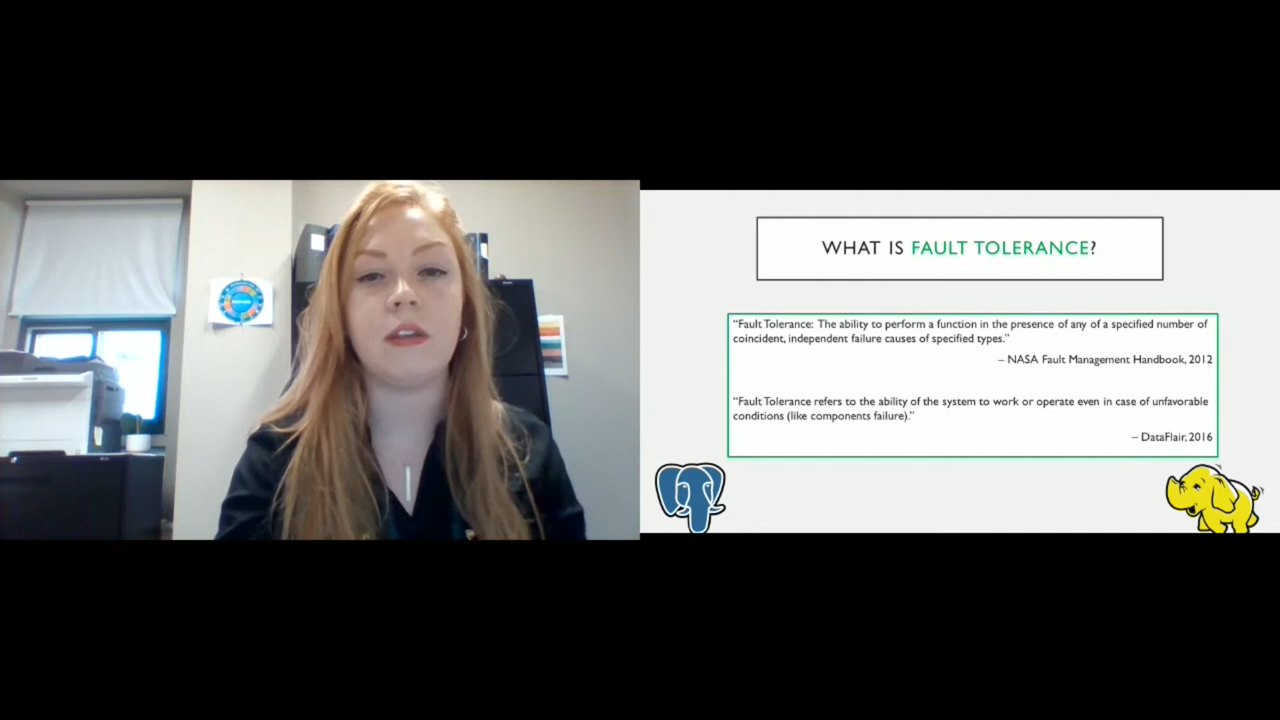 WHAT IS FAULT TOLERANCE?
“Fault Tolerance: The ability to perform a function in the presence of any of a specified number of
coincident, independent failure causes of specified types.”
– NASA Fault Management Handbook, 2012
“Fault Tolerance refers to the ability of the system to work or operate even in case of unfavorable
conditions (like components failure).”
– DataFlair, 2016